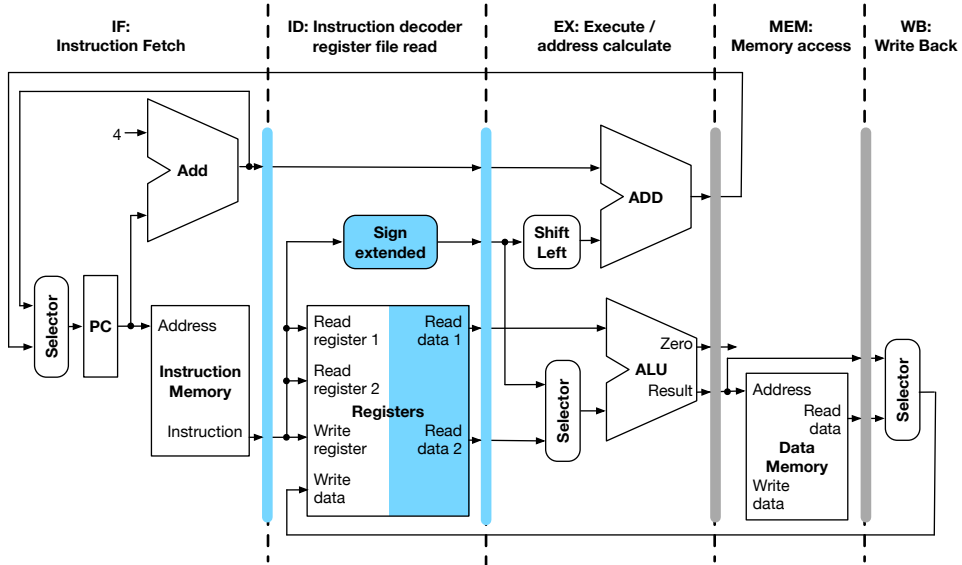 IF:
Instruction Fetch
ID: Instruction decoder
register file read
EX: Execute /
address calculate
MEM:
Memory access
WB:
Write Back
4
Add
ADD
Sign
extended
Shift
Left
Selector
PC
Address
Instruction
Memory
Instruction
Read
register 1
Read
data 1
Read
register 2
Registers
Write
register
Read
data 2
Write
data
Selector
Zero
ALU
Result
Address
Read
data
Data
Memory
Write
data
Selector